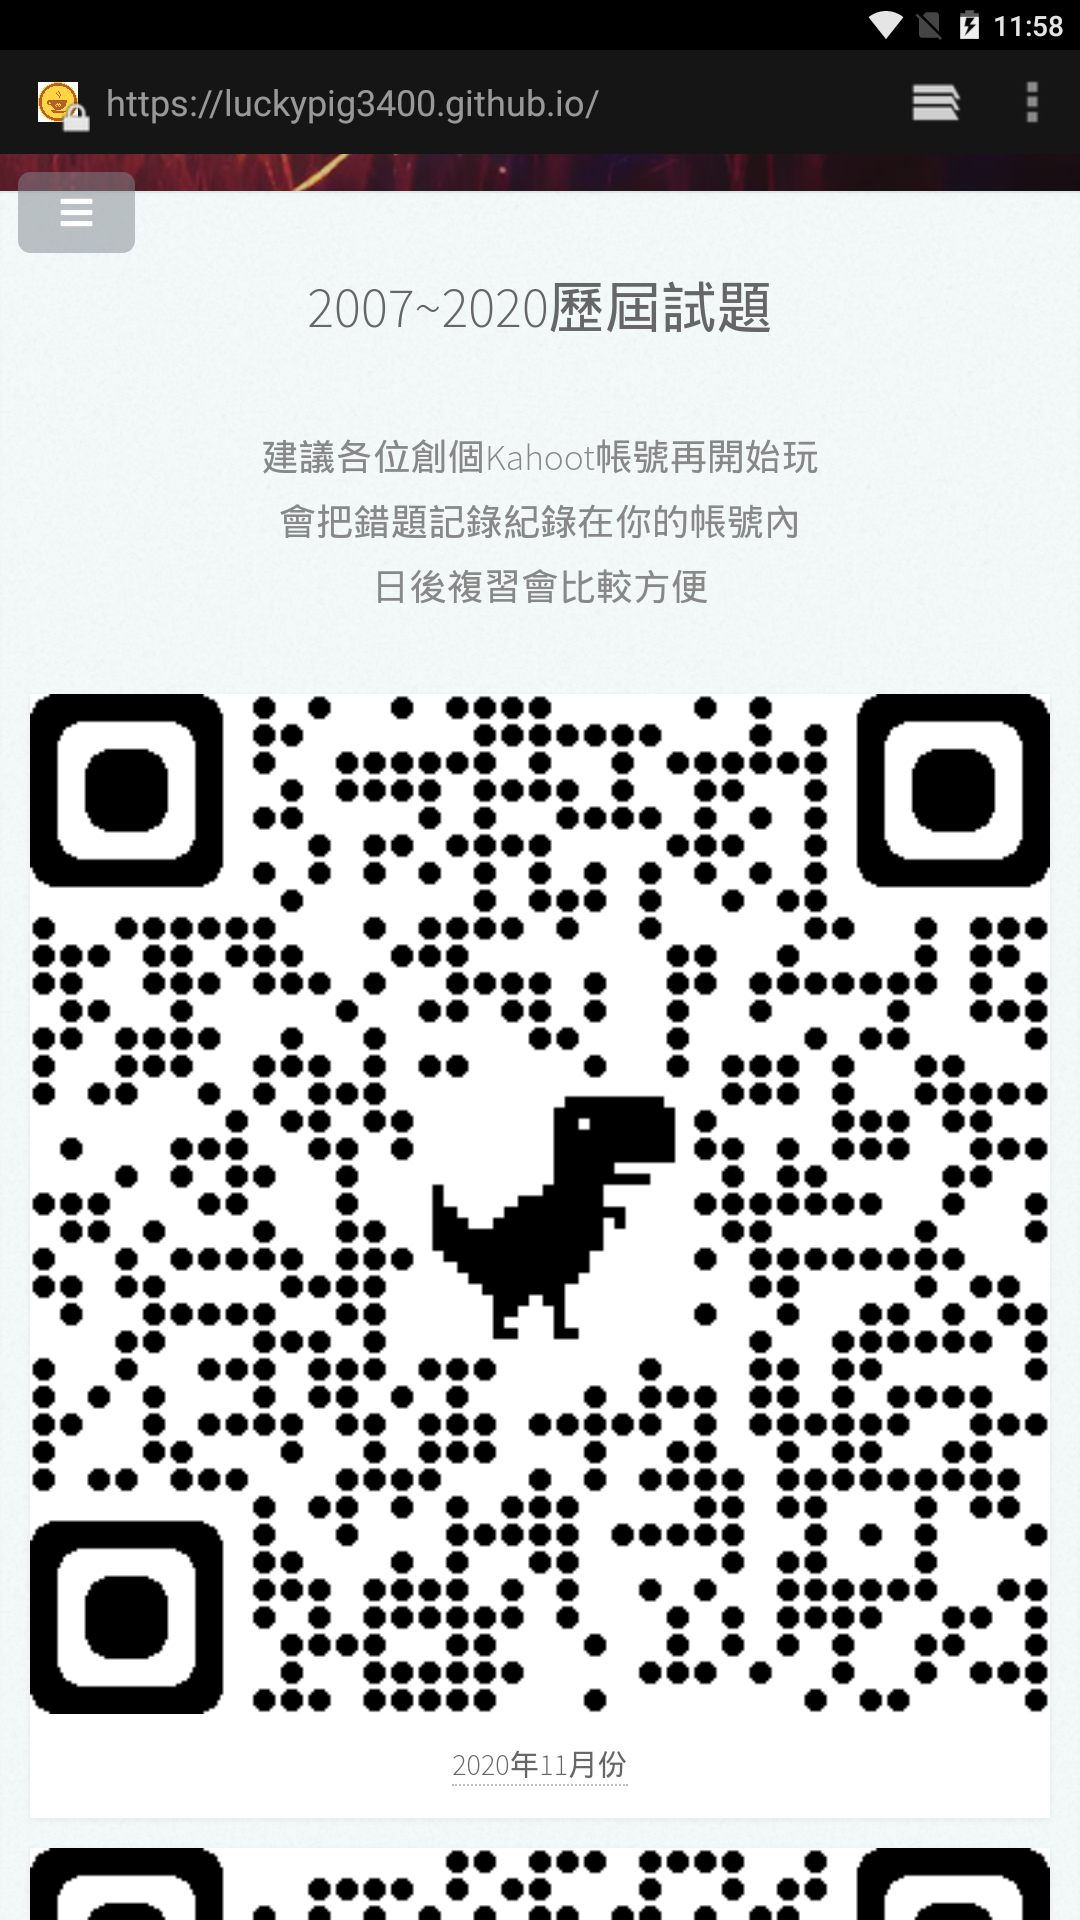 11:58
https://luckypig3400.github.io/
2007~2020歷屆試題
建議各位創個Kahoot帳號再開始玩
會把錯題記錄紀錄在你的帳號內
日後複習會比較方便
2020年11月份